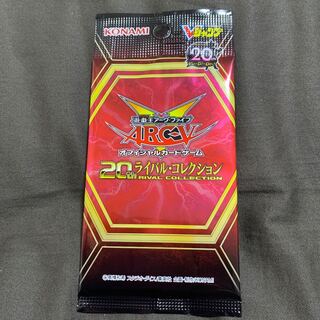 KONAMI
Vジャンプ
20th
遊戯王アーク・ファイブ
ARC-V
オフィシャルカードゲーム
20th ライバル・コレクション
RIVAL COLLECTION